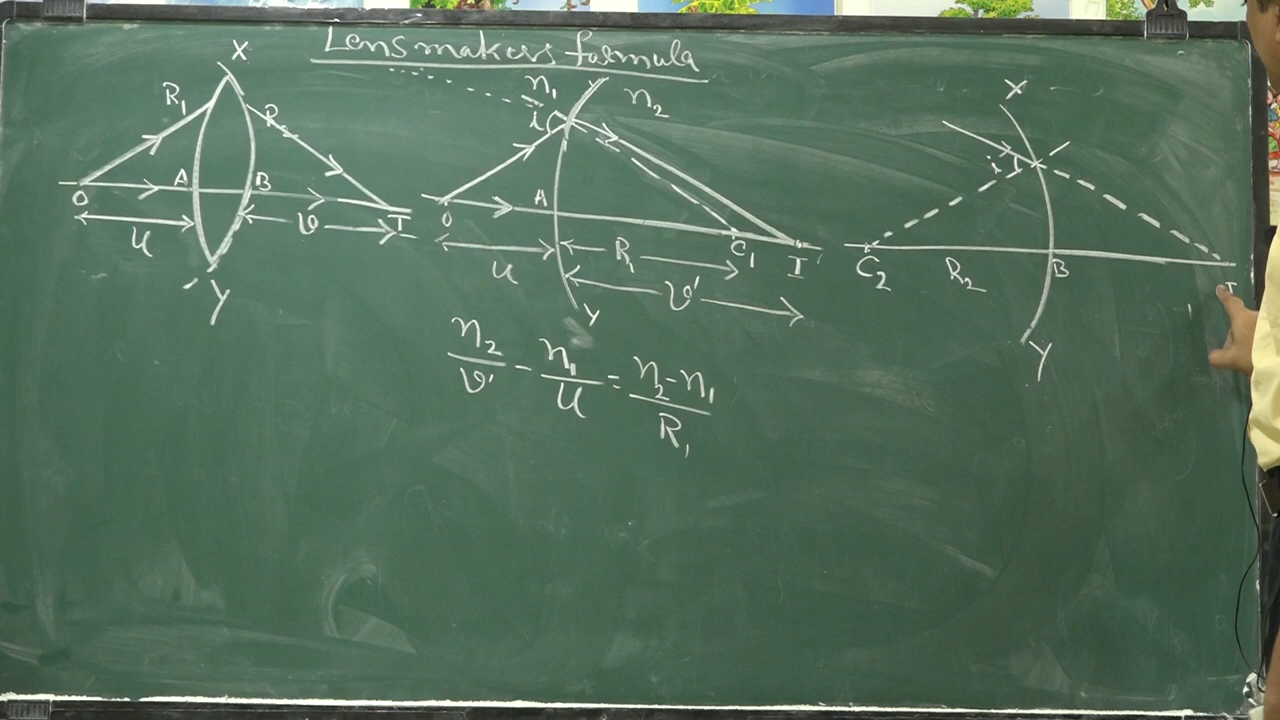 Lens makers formula
X
R₁
R₂
O
A
B
I
u
v
Y
n₁
n₂
i
O
A
C₁
I'
u
R₁
v'
Y
X
i
C₂
R₂
B
I
Y
n₂/v' - n₁/u = n₂-n₁/R₁